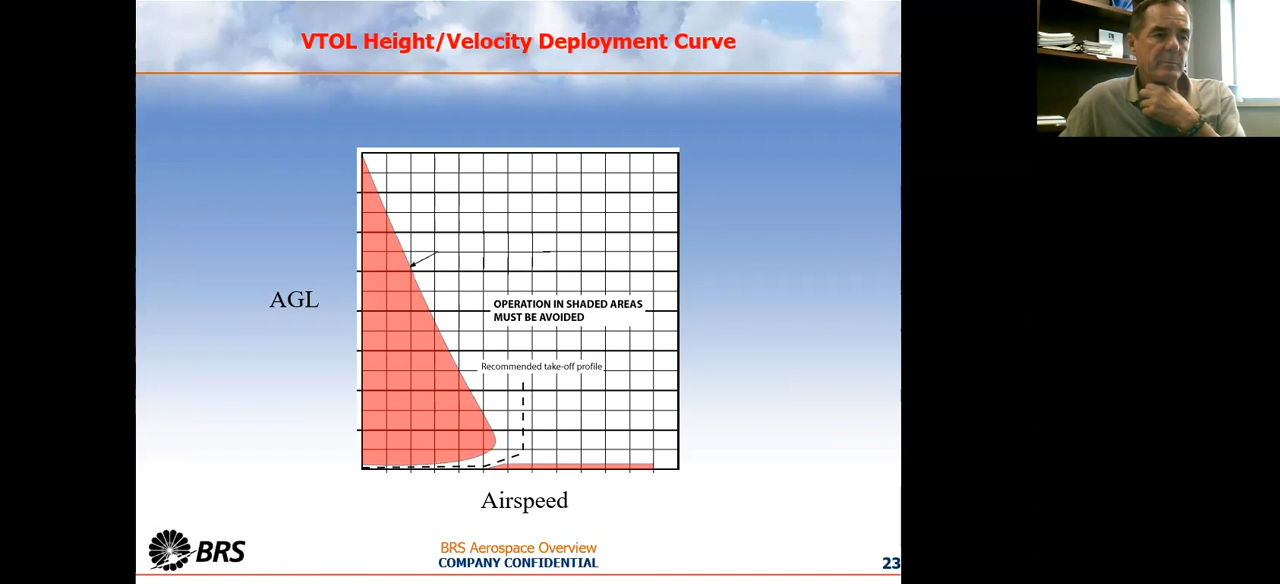 VTOL Height/Velocity Deployment Curve
AGL
OPERATION IN SHADED AREAS
MUST BE AVOIDED
Recommended take-off profile
Airspeed
BRS
BRS Aerospace Overview
COMPANY CONFIDENTIAL
23